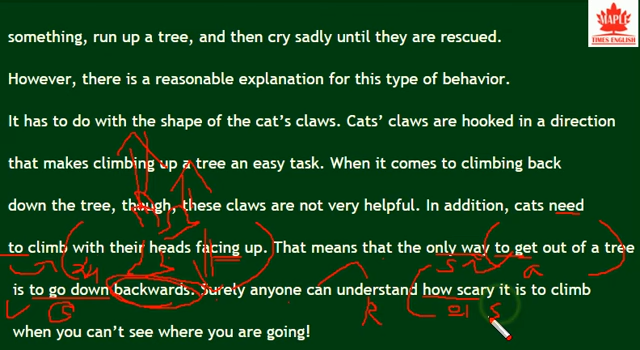 MAPLE
TIMES ENGLISH
something, run up a tree, and then cry sadly until they are rescued.
However, there is a reasonable explanation for this type of behavior.
It has to do with the shape of the cat's claws. Cats' claws are hooked in a direction
that makes climbing up a tree an easy task. When it comes to climbing back
down the tree, though, these claws are not very helpful. In addition, cats need
to climb with their heads facing up. That means that the only way to get out of a tree
is to go down backwards. Surely anyone can understand how scary it is to climb
when you can't see where you are going!